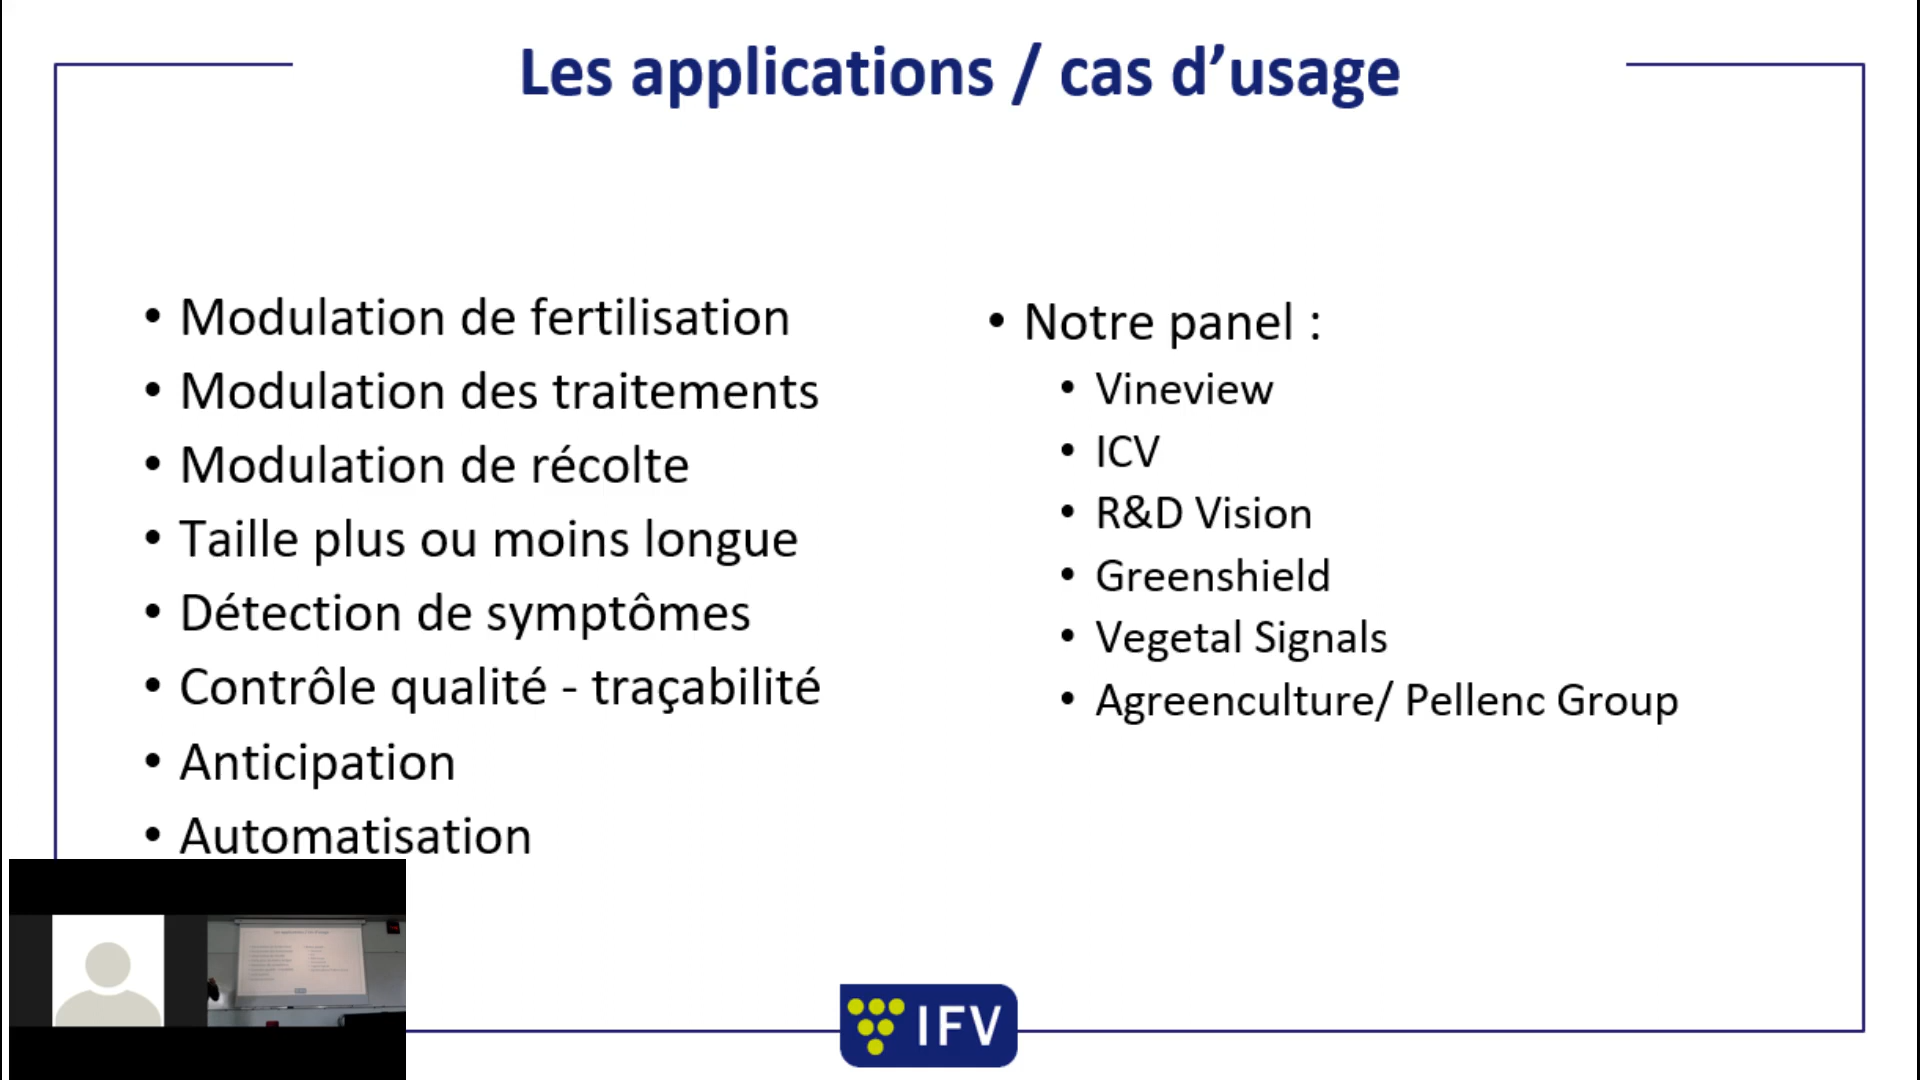 Les applications / cas d’usage
• Modulation de fertilisation
• Modulation des traitements
• Modulation de récolte
• Taille plus ou moins longue
• Détection de symptômes
• Contrôle qualité - traçabilité
• Anticipation
• Automatisation
• Notre panel :
• Vineview
• ICV
• R&D Vision
• Greenshield
• Vegetal Signals
• Agreenculture/ Pellenc Group
IFV